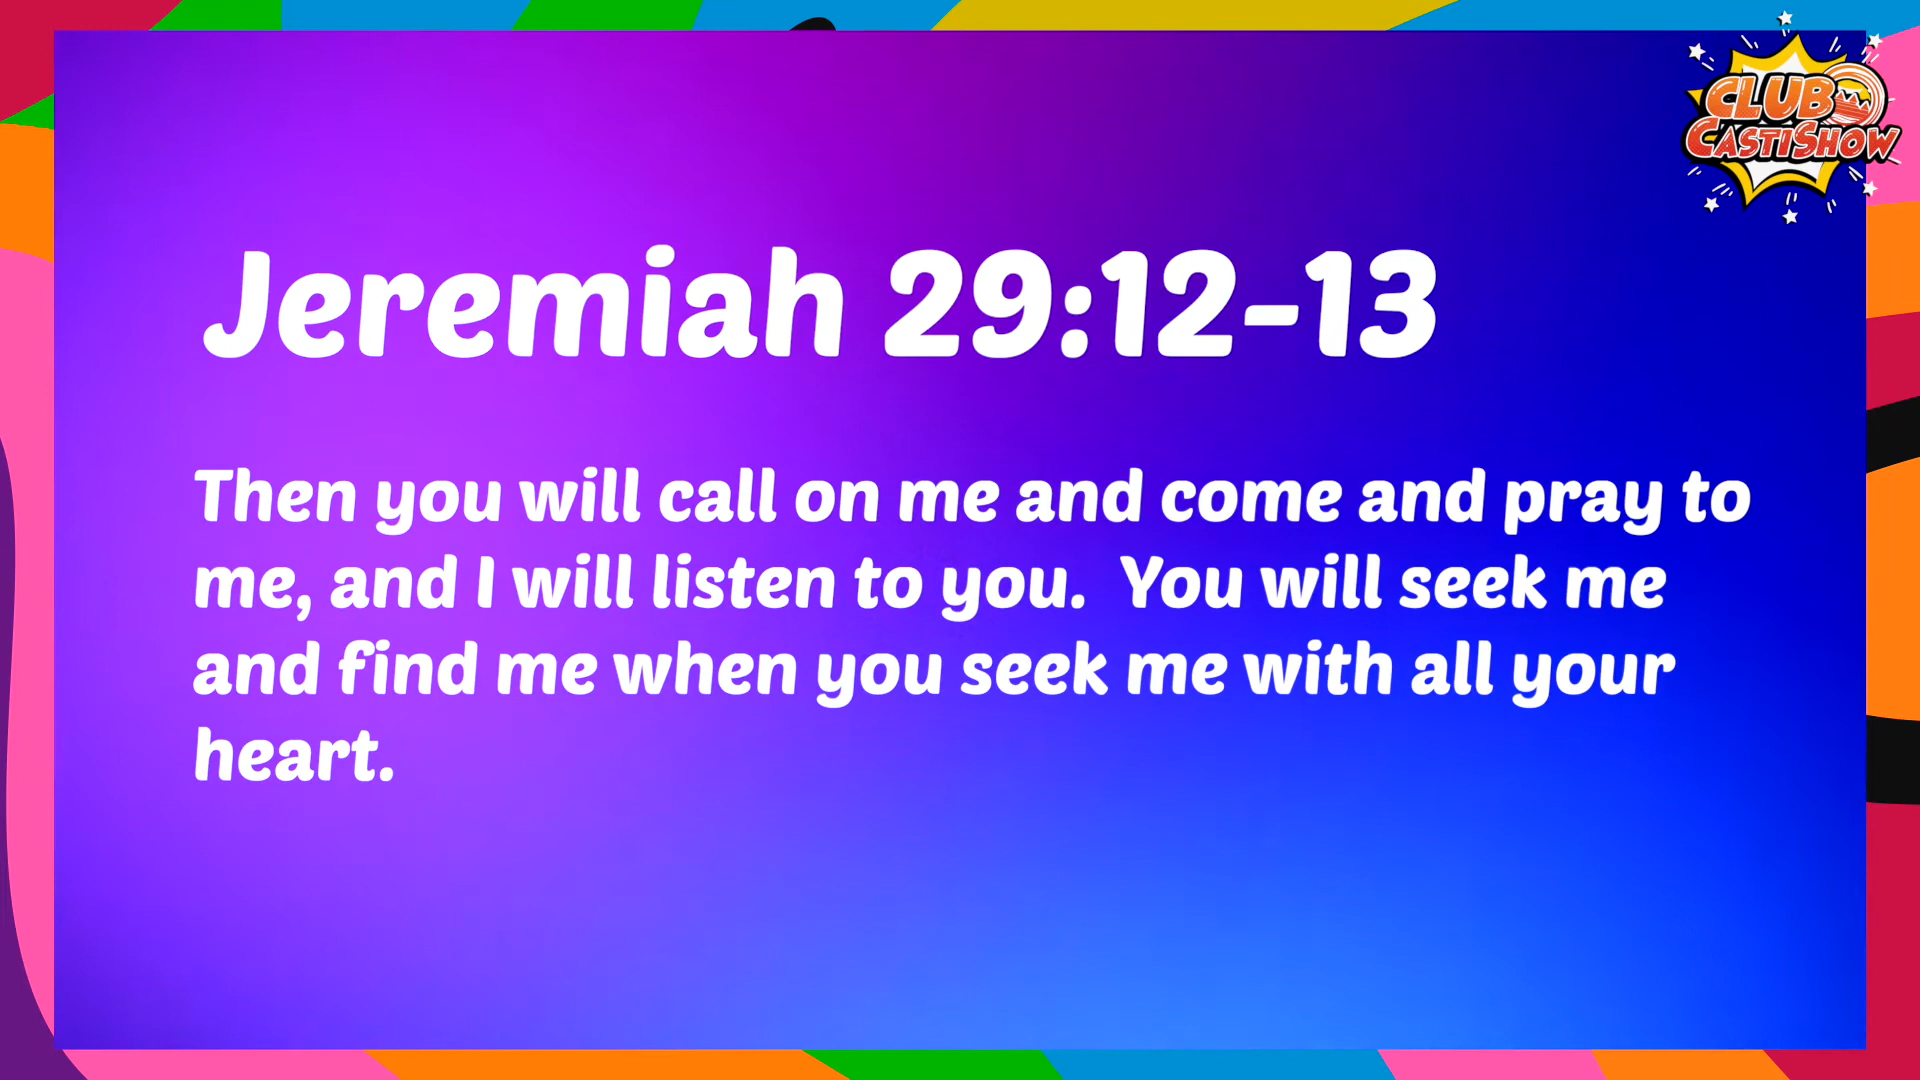 CLUB
CASTISHOW
Jeremiah 29:12-13
Then you will call on me and come and pray to
me, and I will listen to you.  You will seek me
and find me when you seek me with all your
heart.